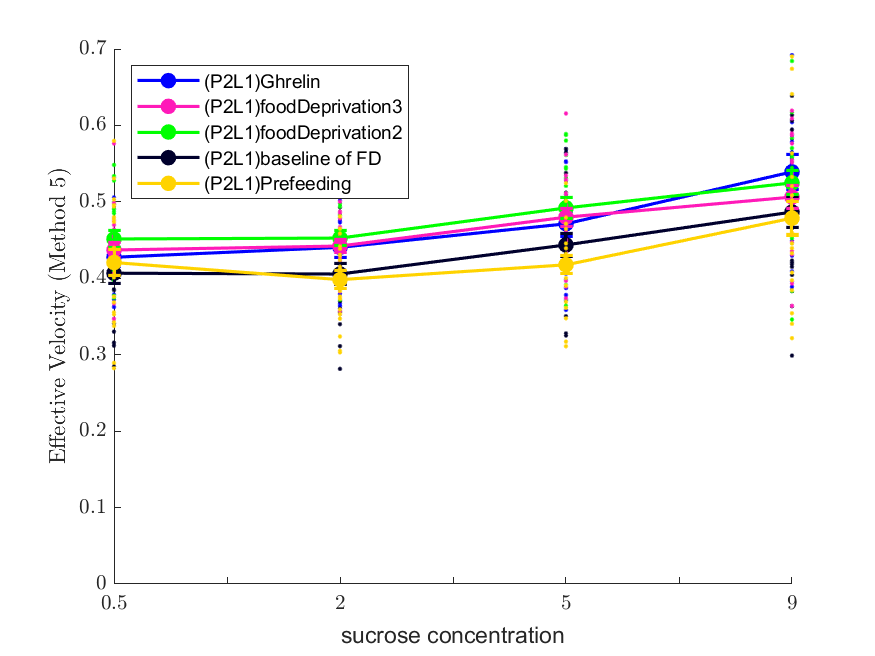 0.7
0.6
0.5
0.4
0.3
0.2
0.1
0
Effective Velocity (Method 5)
(P2L1)Ghrelin
(P2L1)foodDeprivation3
(P2L1)foodDeprivation2
(P2L1)baseline of FD
(P2L1)Prefeeding
0.5 2 5 9
sucrose concentration